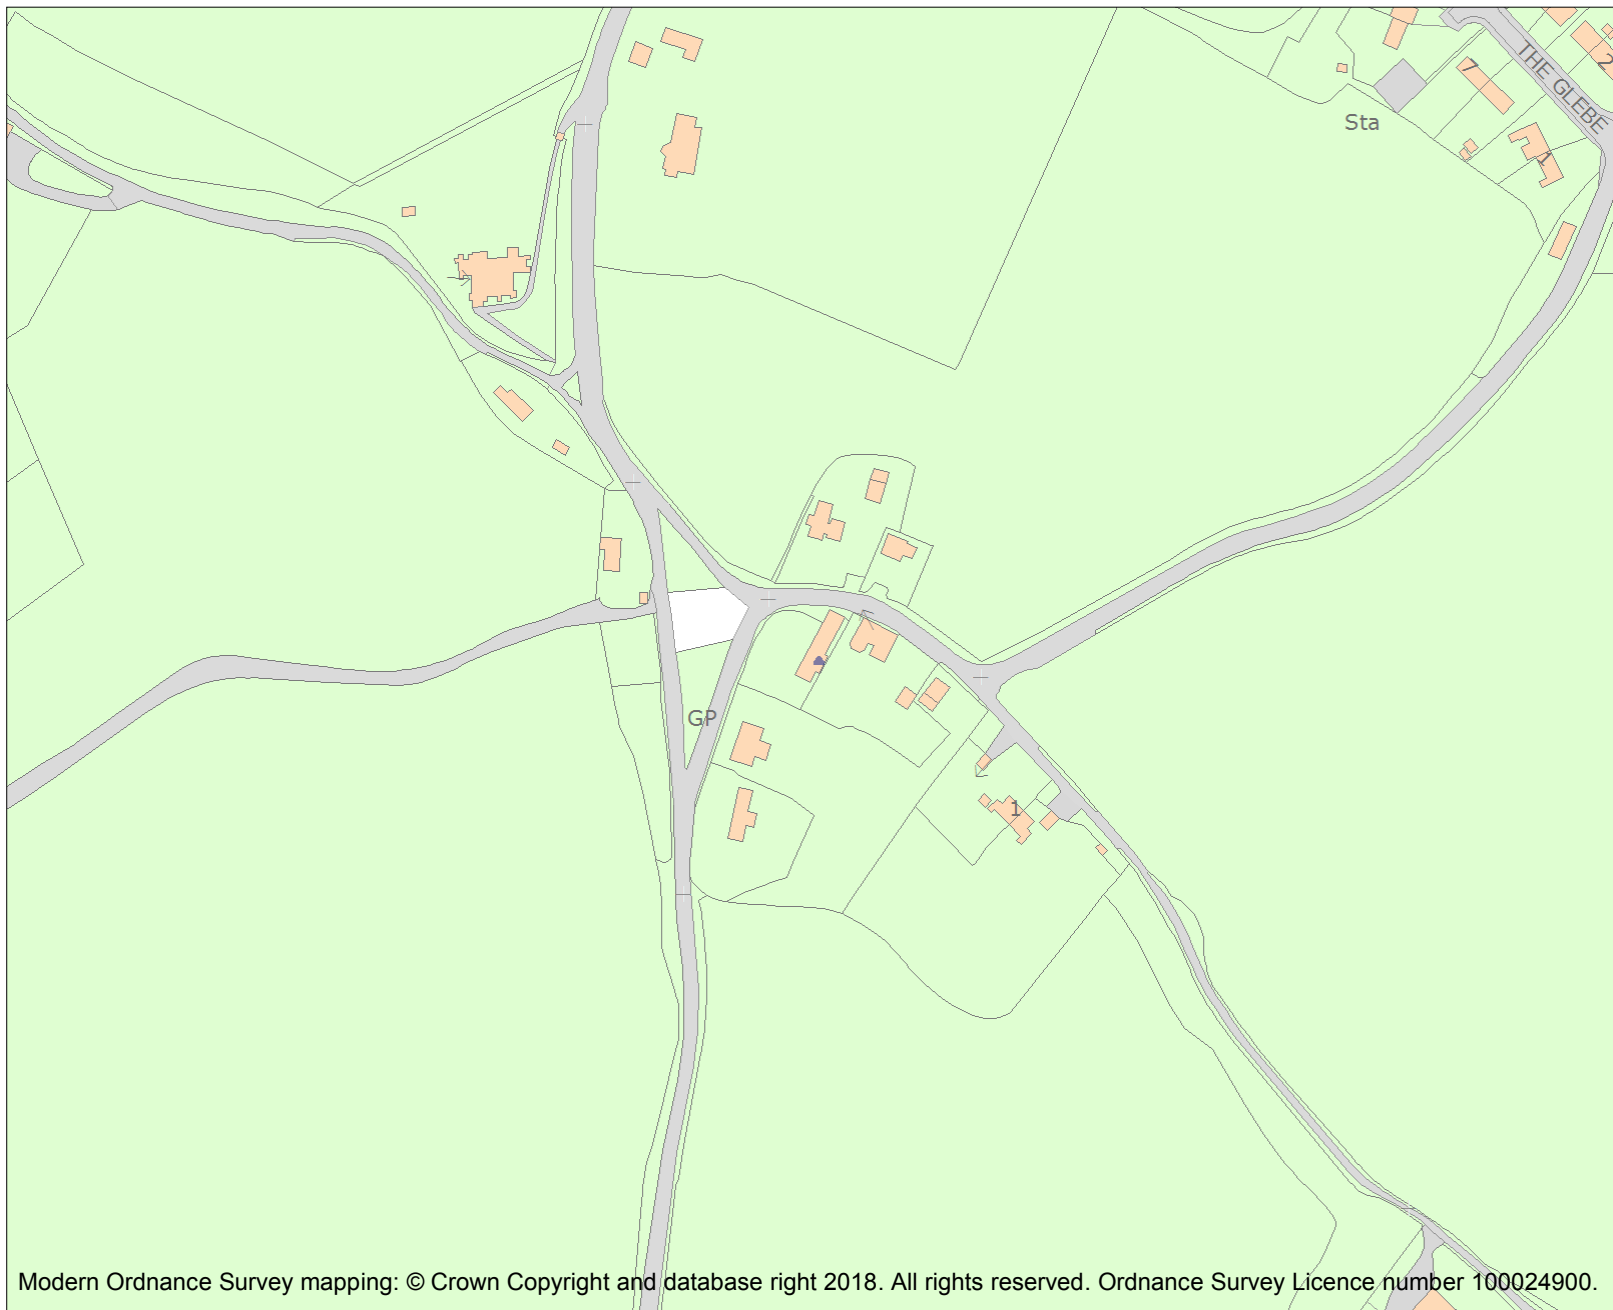 THE GLEBE
2
7
1
Sta
GP
1
Modern Ordnance Survey mapping: © Crown Copyright and database right 2018. All rights reserved. Ordnance Survey Licence number 100024900.